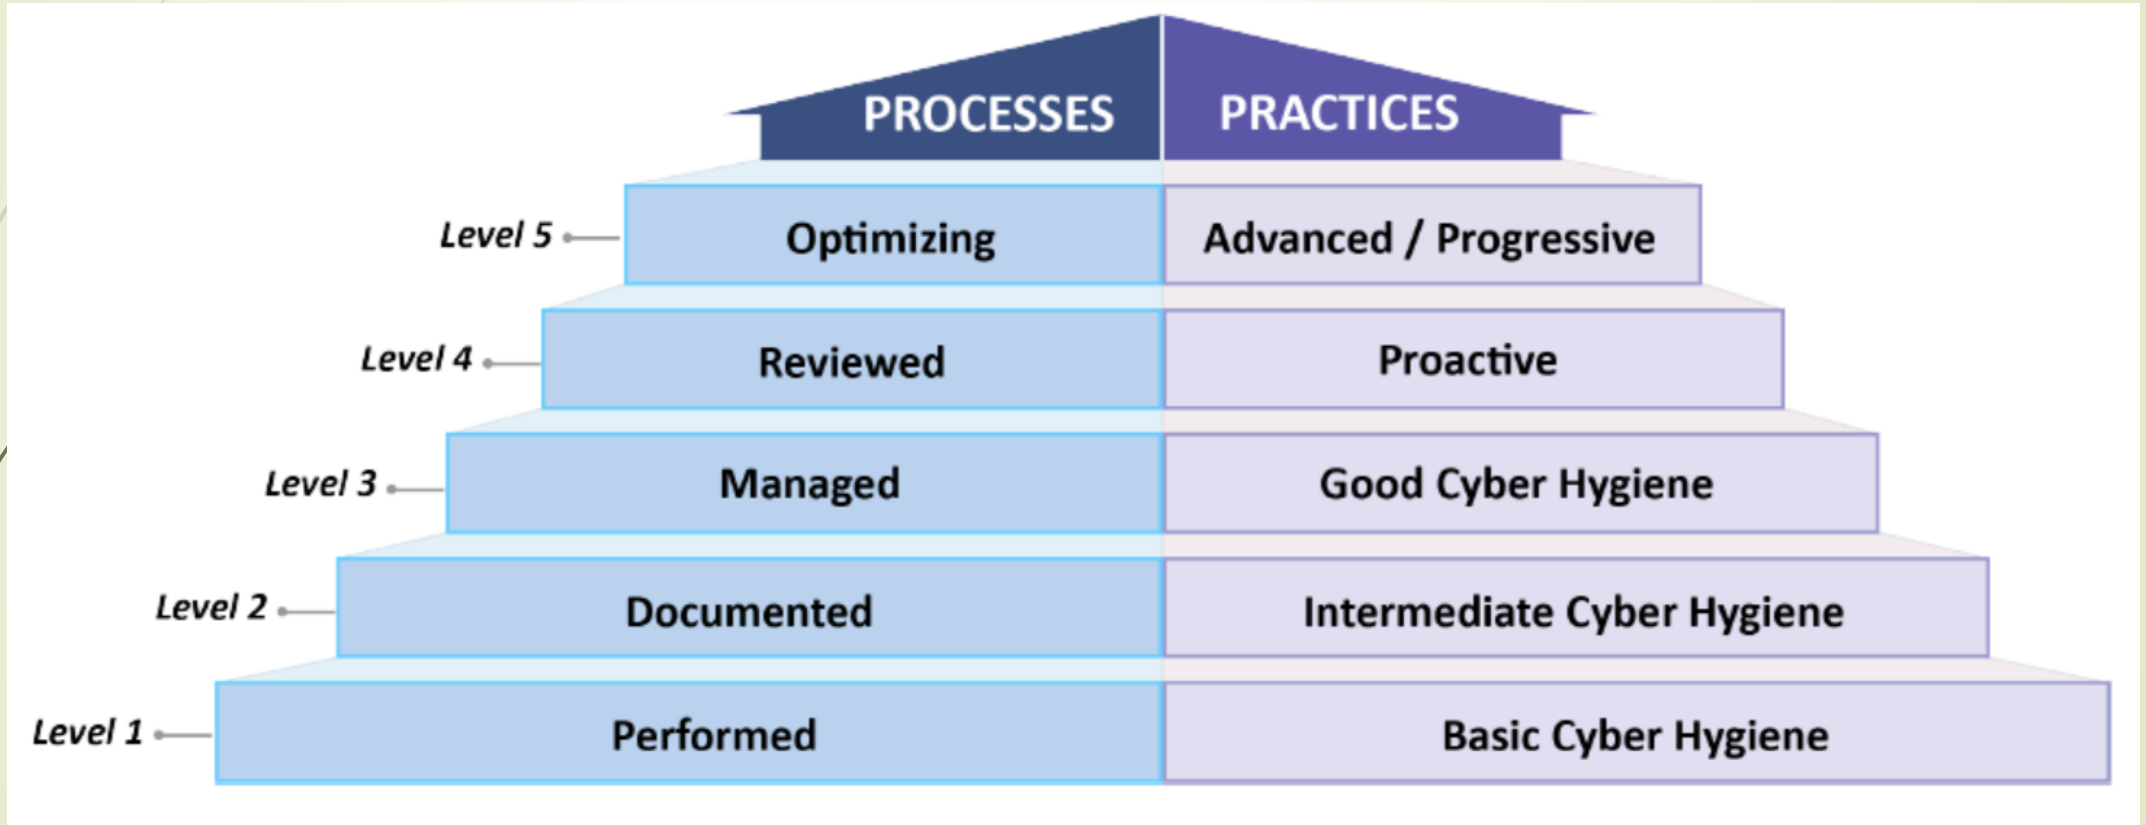 PROCESSES PRACTICES
Level 5 Optimizing Advanced / Progressive
Level 4 Reviewed Proactive
Level 3 Managed Good Cyber Hygiene
Level 2 Documented Intermediate Cyber Hygiene
Level 1 Performed Basic Cyber Hygiene